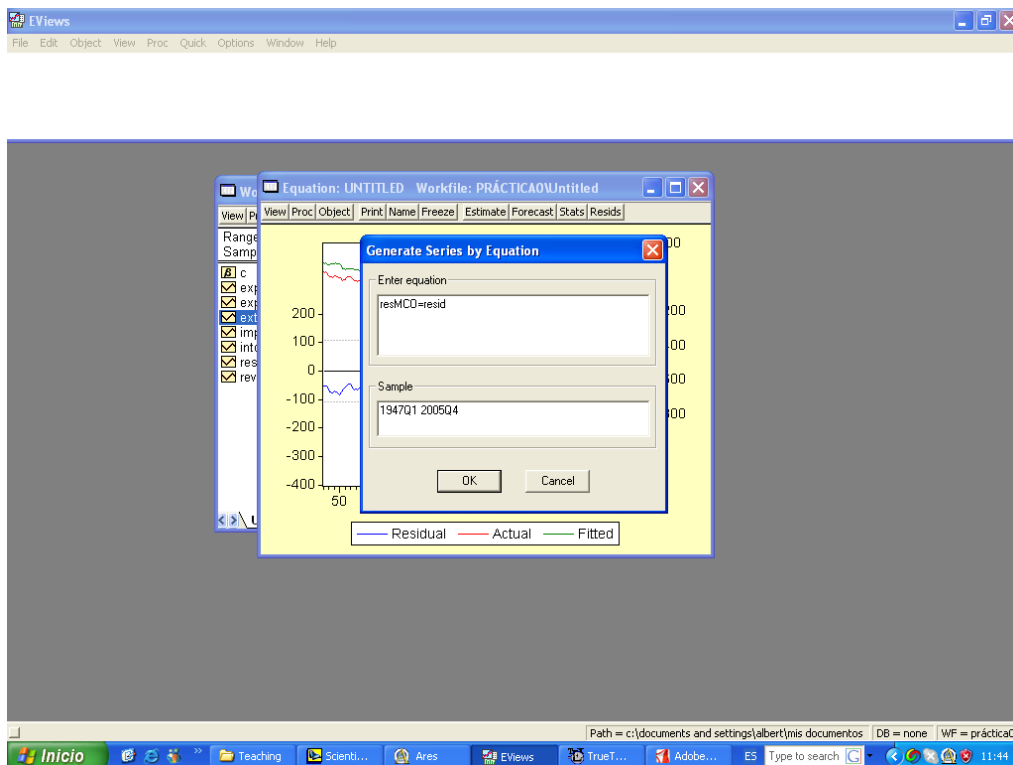 EViews
File Edit Object View Proc Quick Options Window Help
Equation: UNTITLED Workfile: PRÁCTICA0\Untitled
View Proc Object Print Name Freeze Estimate Forecast Stats Resids
Generate Series by Equation
Enter equation
resMCO=resid
Sample
1947Q1 2005Q4
OK Cancel
View
Range
c
200
100
0
-100
-200
-300
-400
50
Residual Actual Fitted
Path = c:\documents and settings\albert\mis documentos DB = none WF = práctica0
Inicio Teaching Scienti... Ares EViews TrueT... Adobe... ES Type to search 11:44